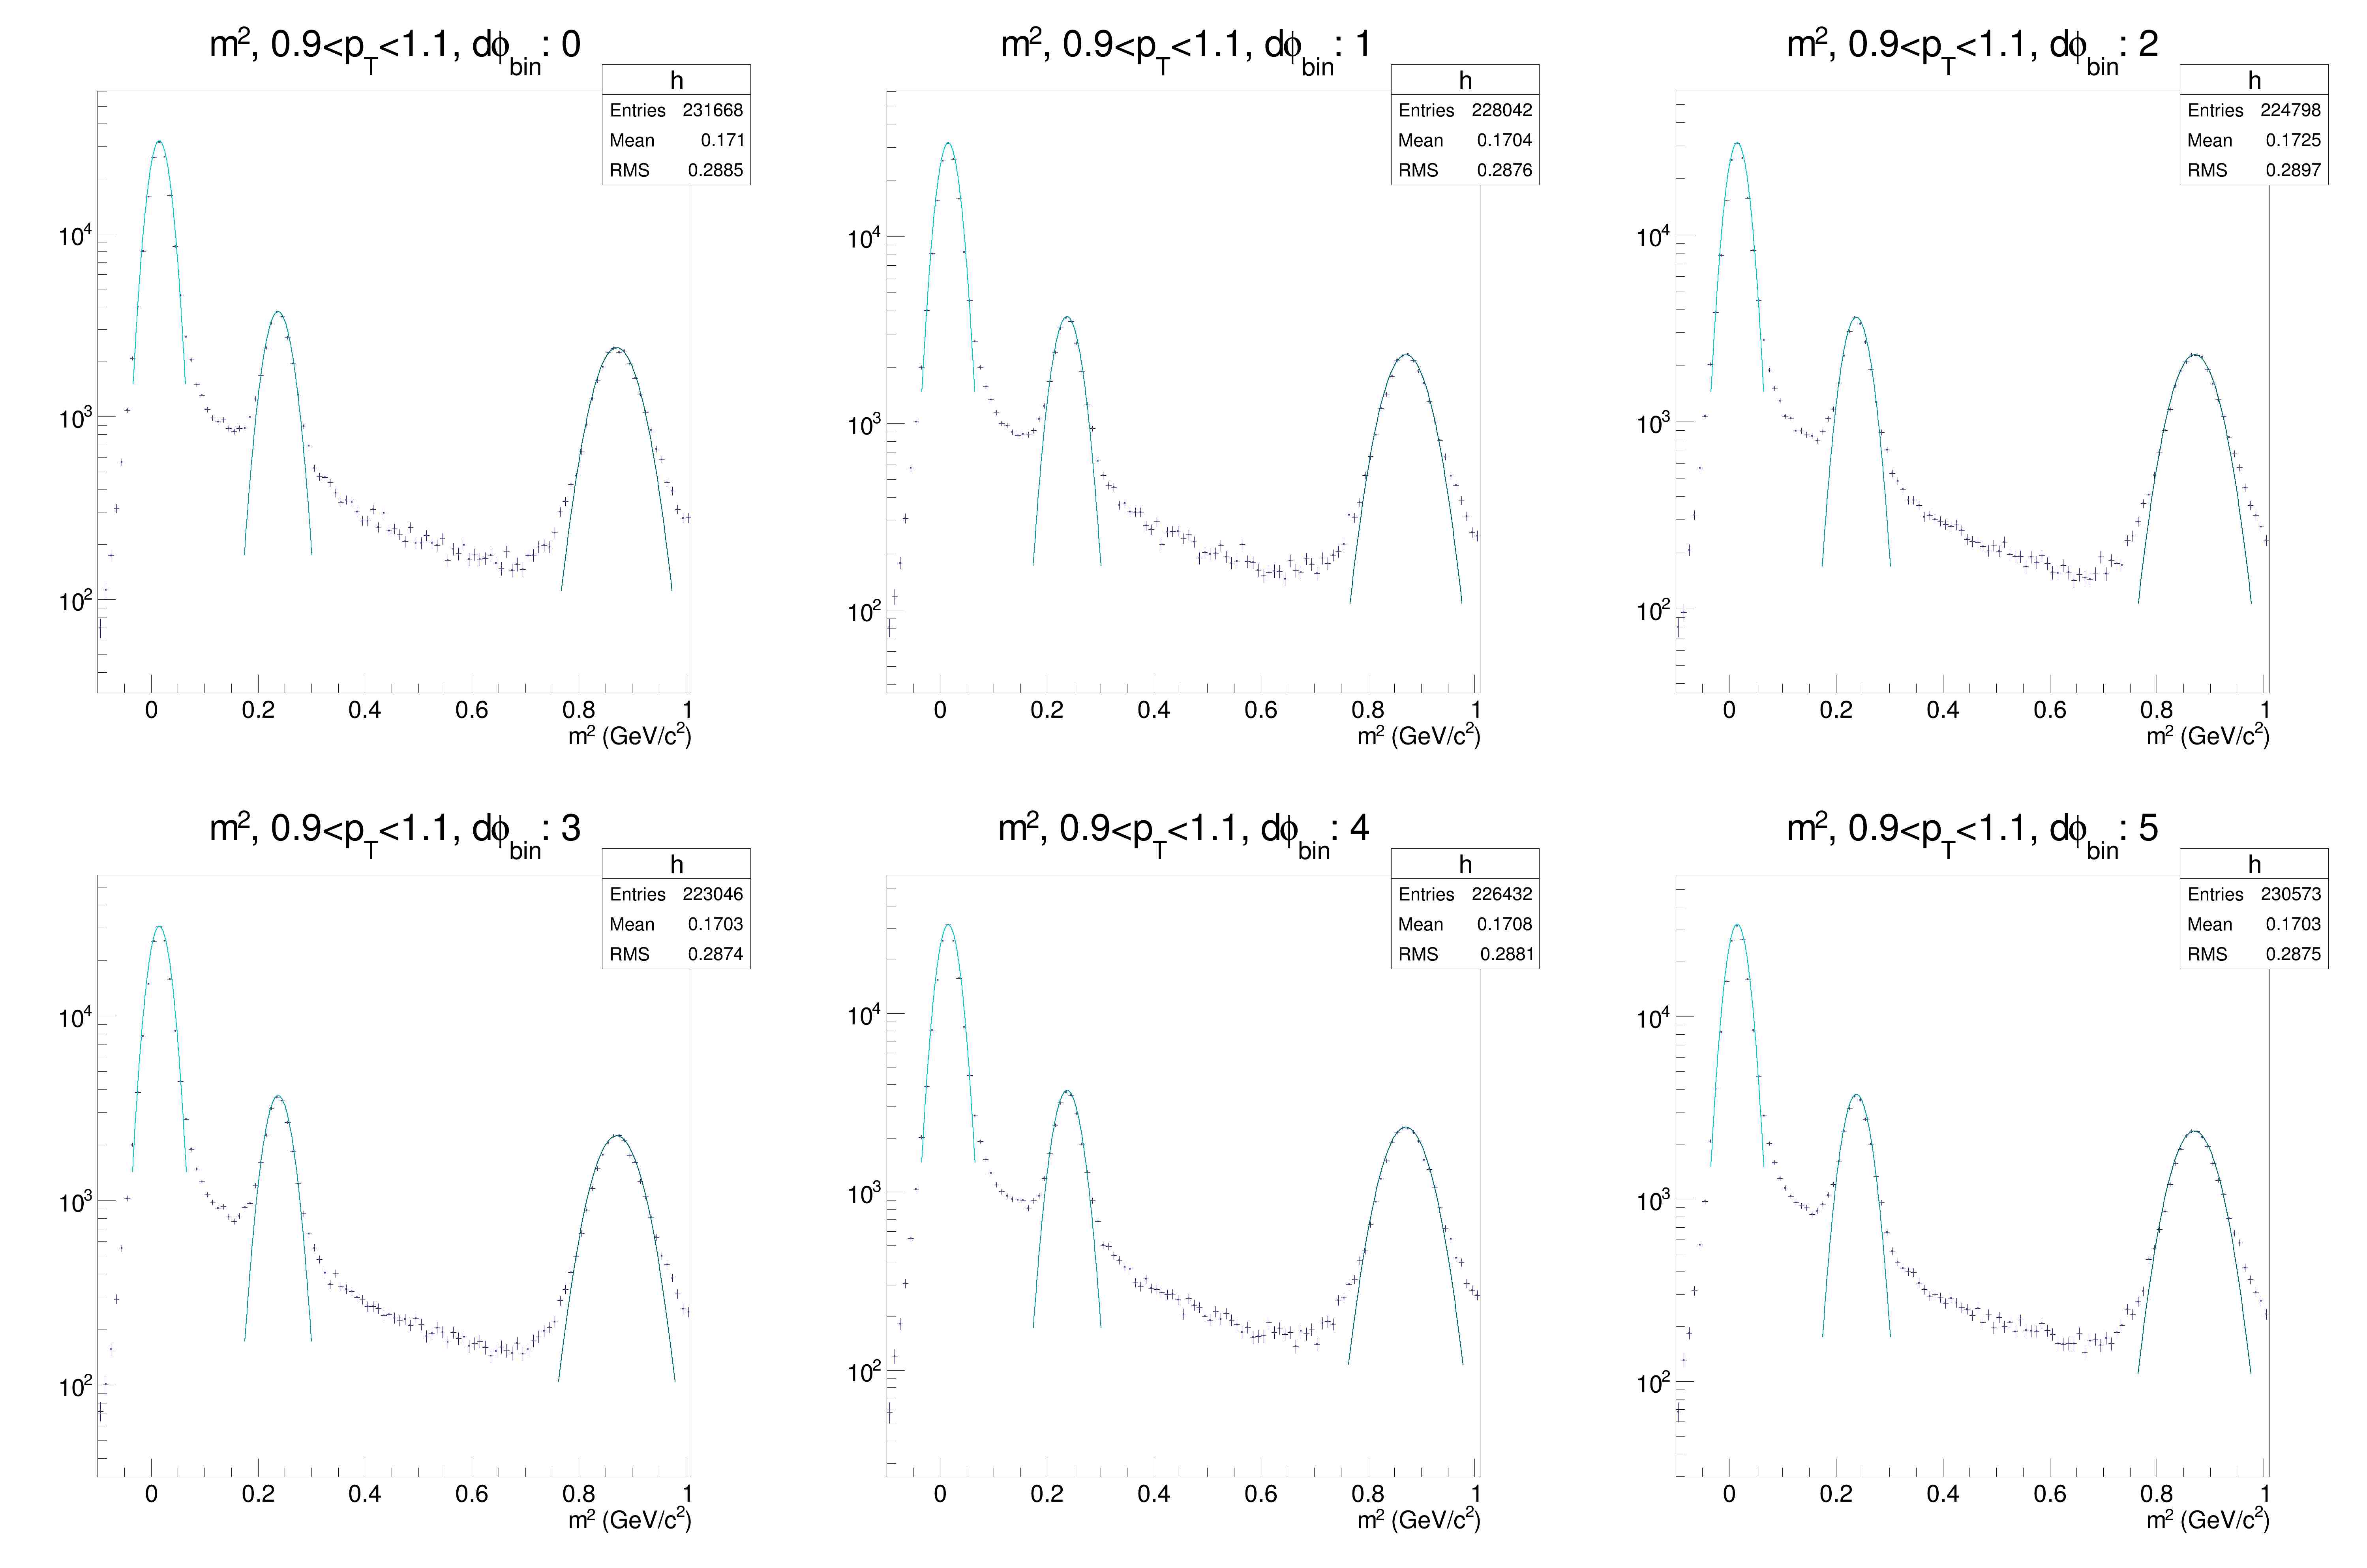 m², 0.9<p_T<1.1, dϕ_bin: 0
h
Entries 231668
Mean 0.171
RMS 0.2885
10⁴
10³
10²
0 0.2 0.4 0.6 0.8 1
m² (GeV/c²)
m², 0.9<p_T<1.1, dϕ_bin: 1
h
Entries 228042
Mean 0.1704
RMS 0.2876
10⁴
10³
10²
0 0.2 0.4 0.6 0.8 1
m² (GeV/c²)
m², 0.9<p_T<1.1, dϕ_bin: 2
h
Entries 224798
Mean 0.1725
RMS 0.2897
10⁴
10³
10²
0 0.2 0.4 0.6 0.8 1
m² (GeV/c²)
m², 0.9<p_T<1.1, dϕ_bin: 3
h
Entries 223046
Mean 0.1703
RMS 0.2874
10⁴
10³
10²
0 0.2 0.4 0.6 0.8 1
m² (GeV/c²)
m², 0.9<p_T<1.1, dϕ_bin: 4
h
Entries 226432
Mean 0.1708
RMS 0.2881
10⁴
10³
10²
0 0.2 0.4 0.6 0.8 1
m² (GeV/c²)
m², 0.9<p_T<1.1, dϕ_bin: 5
h
Entries 230573
Mean 0.1703
RMS 0.2875
10⁴
10³
10²
0 0.2 0.4 0.6 0.8 1
m² (GeV/c²)